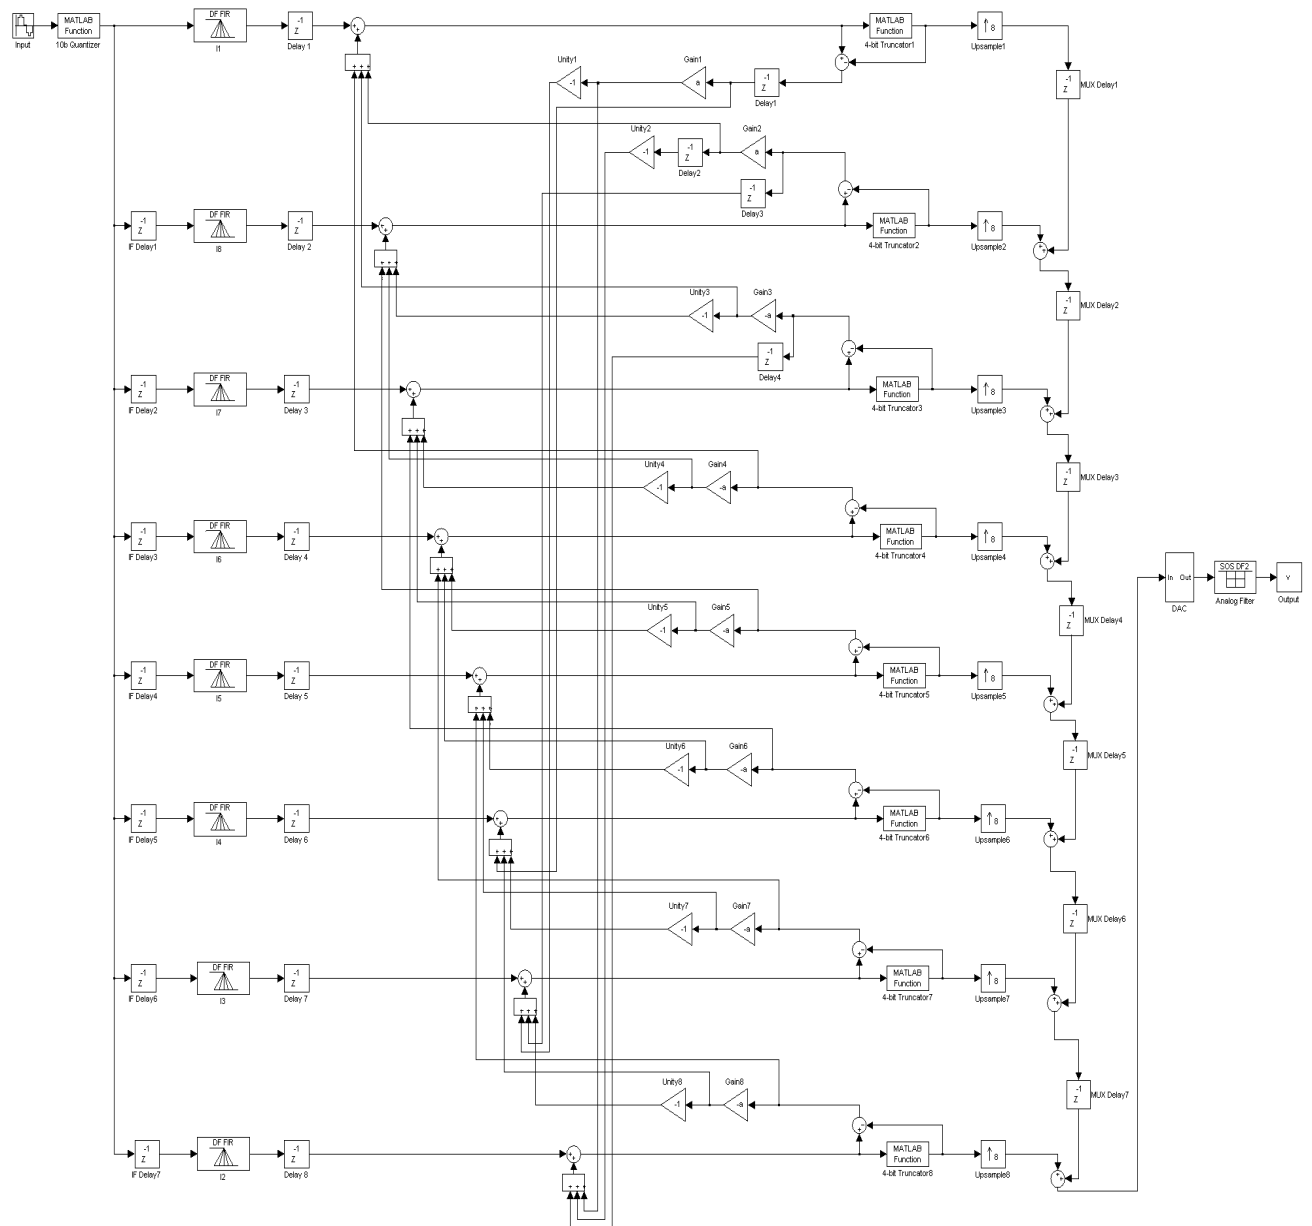 MATLAB
Function
DF FIR
-1
Z
MATLAB
Function
8
Input
10b Quantizer
I1
Delay 1
4-bit Truncator1
Upsample1
Unity1
Gain1
-1
a
-1
Z
Delay1
-1
Z
MUX Delay1
Unity2
Gain2
-1
-1
Z
Delay2
a
-1
Z
Delay3
-1
Z
IF Delay1
DF FIR
I8
-1
Z
Delay 2
MATLAB
Function
4-bit Truncator2
8
Upsample2
-1
Z
MUX Delay2
Unity3
Gain3
-1
-a
-1
Z
Delay4
-1
Z
IF Delay2
DF FIR
I7
-1
Z
Delay 3
MATLAB
Function
4-bit Truncator3
8
Upsample3
-1
Z
MUX Delay3
Unity4
Gain4
-1
-a
-1
Z
IF Delay3
DF FIR
I6
-1
Z
Delay 4
MATLAB
Function
4-bit Truncator4
8
Upsample4
In Out
DAC
SOS DF2
Analog Filter
v
Output
-1
Z
MUX Delay4
Unity5
Gain5
-1
-a
-1
Z
IF Delay4
DF FIR
I5
-1
Z
Delay 5
MATLAB
Function
4-bit Truncator5
8
Upsample5
-1
Z
MUX Delay5
Unity6
Gain6
-1
-a
-1
Z
IF Delay5
DF FIR
I4
-1
Z
Delay 6
MATLAB
Function
4-bit Truncator6
8
Upsample6
-1
Z
MUX Delay6
Unity7
Gain7
-1
-a
-1
Z
IF Delay6
DF FIR
I3
-1
Z
Delay 7
MATLAB
Function
4-bit Truncator7
8
Upsample7
-1
Z
MUX Delay7
Unity8
Gain8
-1
-a
-1
Z
IF Delay7
DF FIR
I2
-1
Z
Delay 8
MATLAB
Function
4-bit Truncator8
8
Upsample8